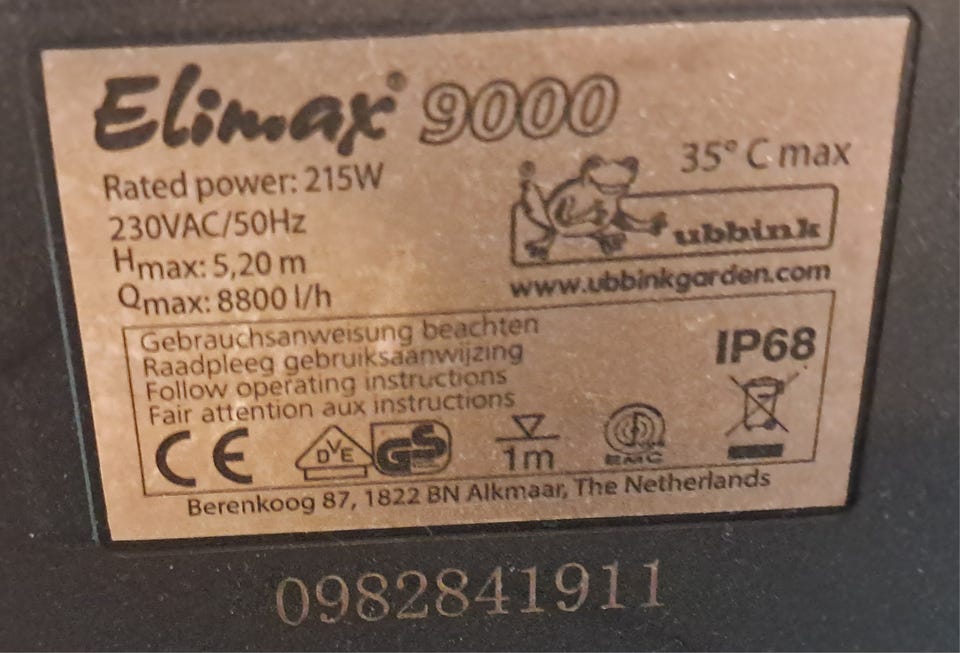 Elimax® 9000
35° C max
Rated power: 215W
230VAC/50Hz
Hmax: 5,20 m
Qmax: 8800 l/h
ubbink
www.ubbinkgarden.com
Gebrauchsanweisung beachten
Raadpleeg gebruiksaanwijzing
Follow operating instructions
Fair attention aux instructions
IP68
CE
DVE
GS
1m
EMC
Berenkoog 87, 1822 BN Alkmaar, The Netherlands
0982841911